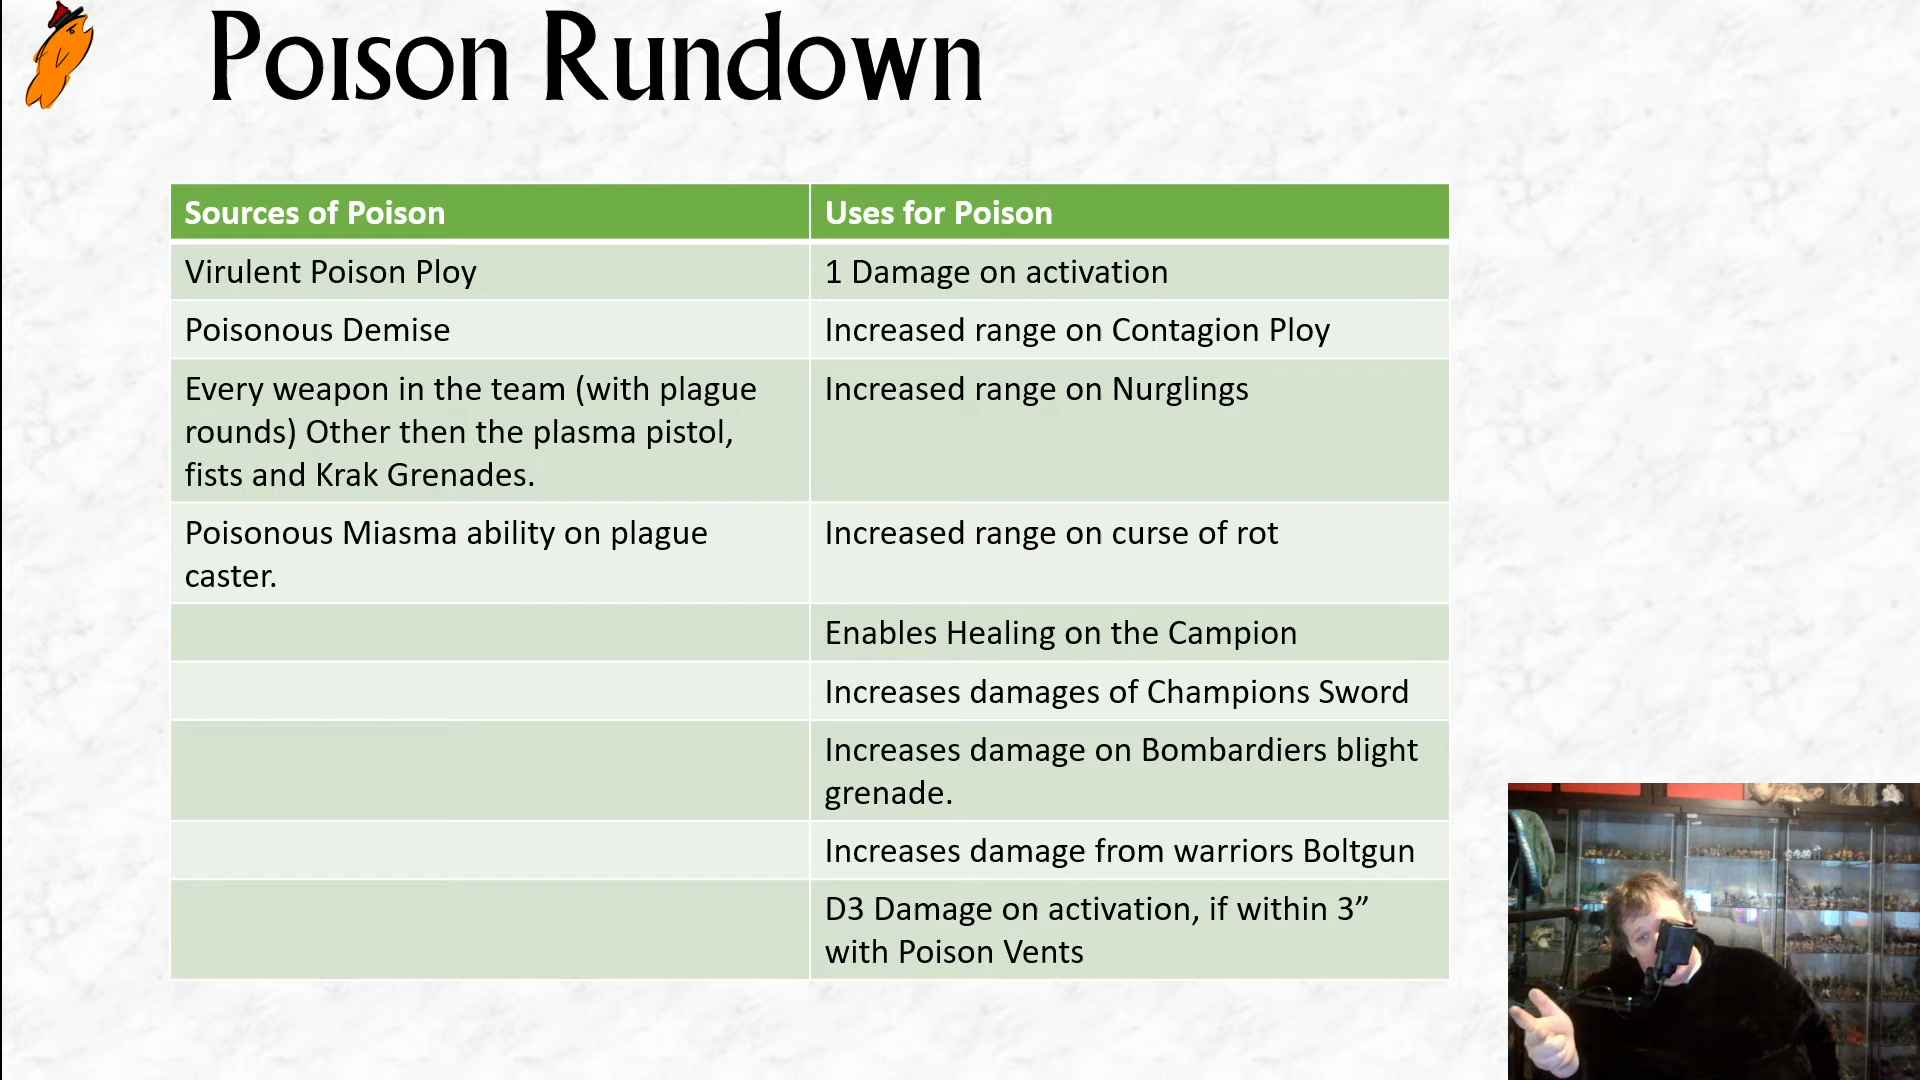 Poison Rundown
Sources of Poison
Uses for Poison
Virulent Poison Ploy
1 Damage on activation
Poisonous Demise
Increased range on Contagion Ploy
Every weapon in the team (with plague
rounds) Other then the plasma pistol,
fists and Krak Grenades.
Increased range on Nurglings
Poisonous Miasma ability on plague
caster.
Increased range on curse of rot
Enables Healing on the Campion
Increases damages of Champions Sword
Increases damage on Bombardiers blight
grenade.
Increases damage from warriors Boltgun
D3 Damage on activation, if within 3”
with Poison Vents